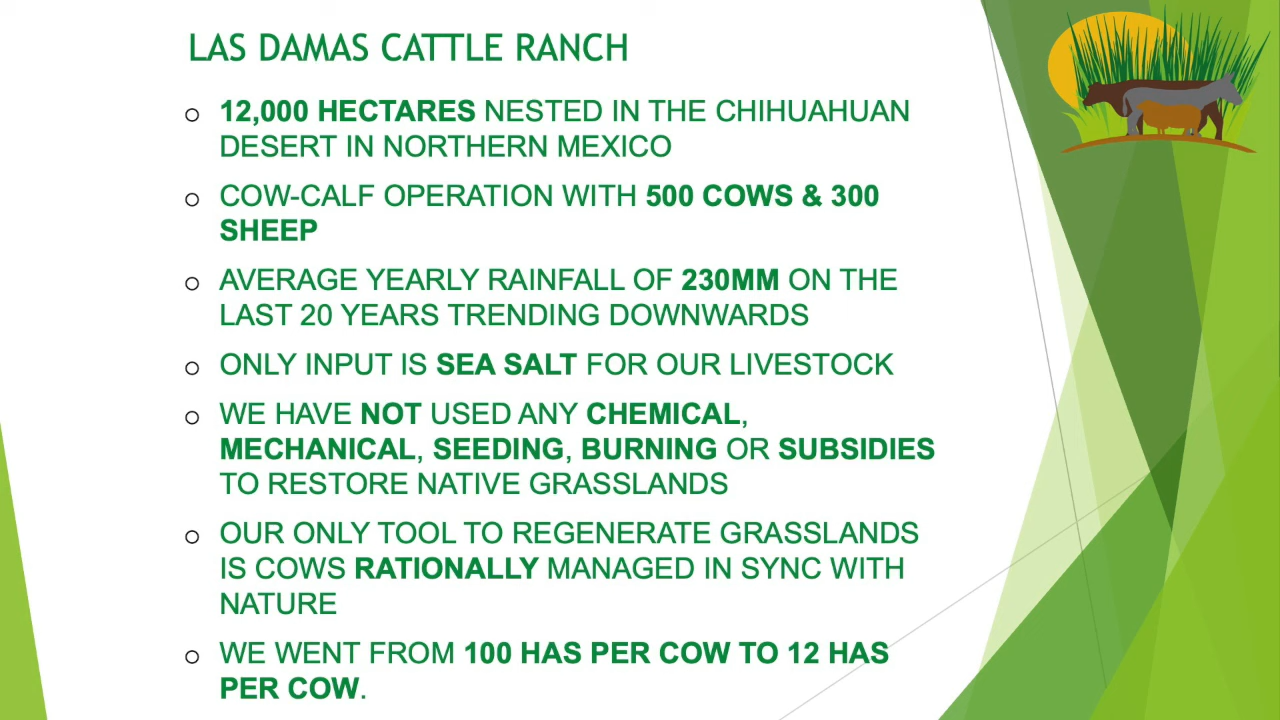 LAS DAMAS CATTLE RANCH
o 12,000 HECTARES NESTED IN THE CHIHUAHUAN
DESERT IN NORTHERN MEXICO
o COW-CALF OPERATION WITH 500 COWS & 300
SHEEP
o AVERAGE YEARLY RAINFALL OF 230MM ON THE
LAST 20 YEARS TRENDING DOWNWARDS
o ONLY INPUT IS SEA SALT FOR OUR LIVESTOCK
o WE HAVE NOT USED ANY CHEMICAL,
MECHANICAL, SEEDING, BURNING OR SUBSIDIES
TO RESTORE NATIVE GRASSLANDS
o OUR ONLY TOOL TO REGENERATE GRASSLANDS
IS COWS RATIONALLY MANAGED IN SYNC WITH
NATURE
o WE WENT FROM 100 HAS PER COW TO 12 HAS
PER COW.